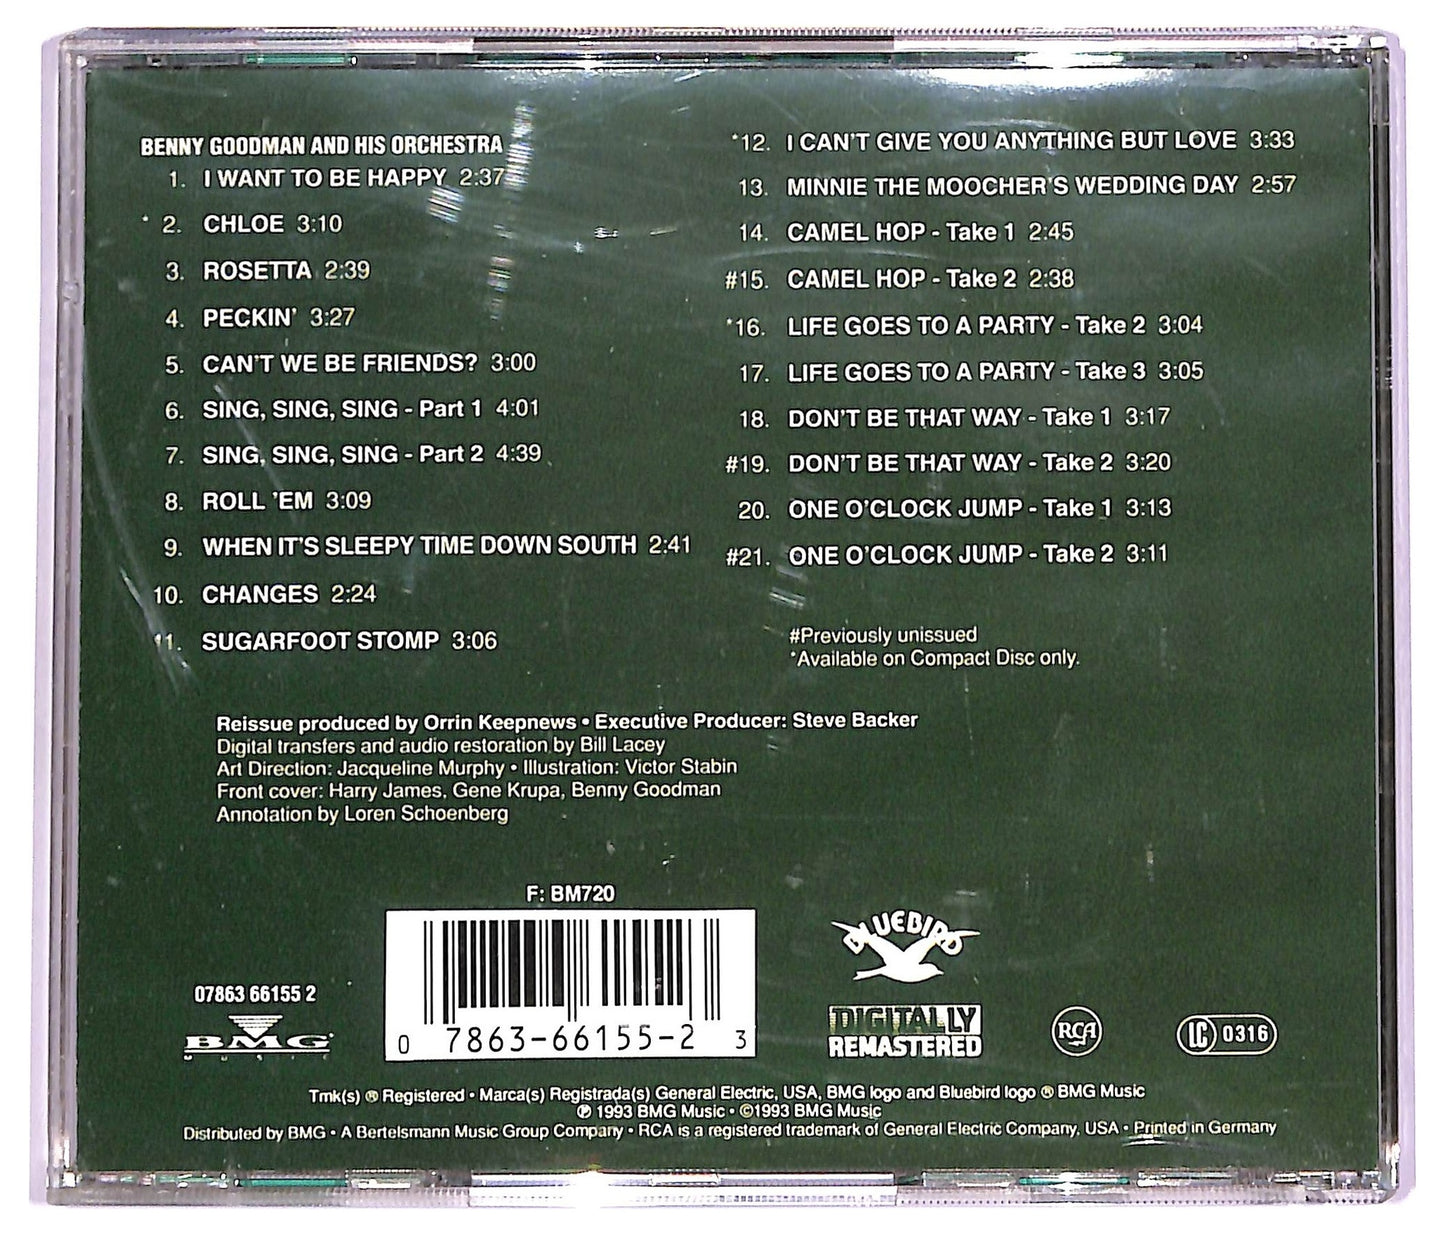 BENNY GOODMAN AND HIS ORCHESTRA
1. I WANT TO BE HAPPY 2:37
* 2. CHLOE 3:10
3. ROSETTA 2:39
4. PECKIN' 3:27
5. CAN'T WE BE FRIENDS? 3:00
6. SING, SING, SING - Part 1 4:01
7. SING, SING, SING - Part 2 4:39
8. ROLL 'EM 3:09
9. WHEN IT'S SLEEPY TIME DOWN SOUTH 2:41
10. CHANGES 2:24
11. SUGARFOOT STOMP 3:06
*12. I CAN'T GIVE YOU ANYTHING BUT LOVE 3:33
13. MINNIE THE MOOCHER'S WEDDING DAY 2:57
14. CAMEL HOP - Take 1 2:45
#15. CAMEL HOP - Take 2 2:38
*16. LIFE GOES TO A PARTY - Take 2 3:04
17. LIFE GOES TO A PARTY - Take 3 3:05
18. DON'T BE THAT WAY - Take 1 3:17
#19. DON'T BE THAT WAY - Take 2 3:20
20. ONE O'CLOCK JUMP - Take 1 3:13
#21. ONE O'CLOCK JUMP - Take 2 3:11
#Previously unissued
*Available on Compact Disc only.
Reissue produced by Orrin Keepnews • Executive Producer: Steve Backer
Digital transfers and audio restoration by Bill Lacey
Art Direction: Jacqueline Murphy • Illustration: Victor Stabin
Front cover: Harry James, Gene Krupa, Benny Goodman
Annotation by Loren Schoenberg
F: BM720
07863 66155 2
BMG
MUSIC
0 7863-66155-2 3
BLUEBIRD
DIGITALLY
REMASTERED
RCA
LC 0316
Tmk(s) ® Registered • Marca(s) Registrada(s) General Electric, USA, BMG logo and Bluebird logo ® BMG Music
℗ 1993 BMG Music • ©1993 BMG Music
Distributed by BMG • A Bertelsmann Music Group Company • RCA is a registered trademark of General Electric Company, USA • Printed in Germany